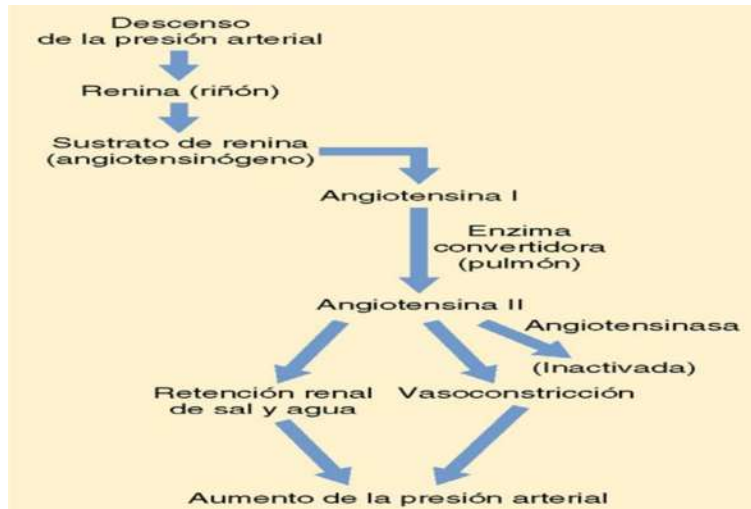 Descenso
de la presión arterial
Renina (riñón)
Sustrato de renina
(angiotensinógeno)
Angiotensina I
Enzima
convertidora
(pulmón)
Angiotensina II
Angiotensinasa
(Inactivada)
Retención renal
de sal y agua
Vasoconstricción
Aumento de la presión arterial